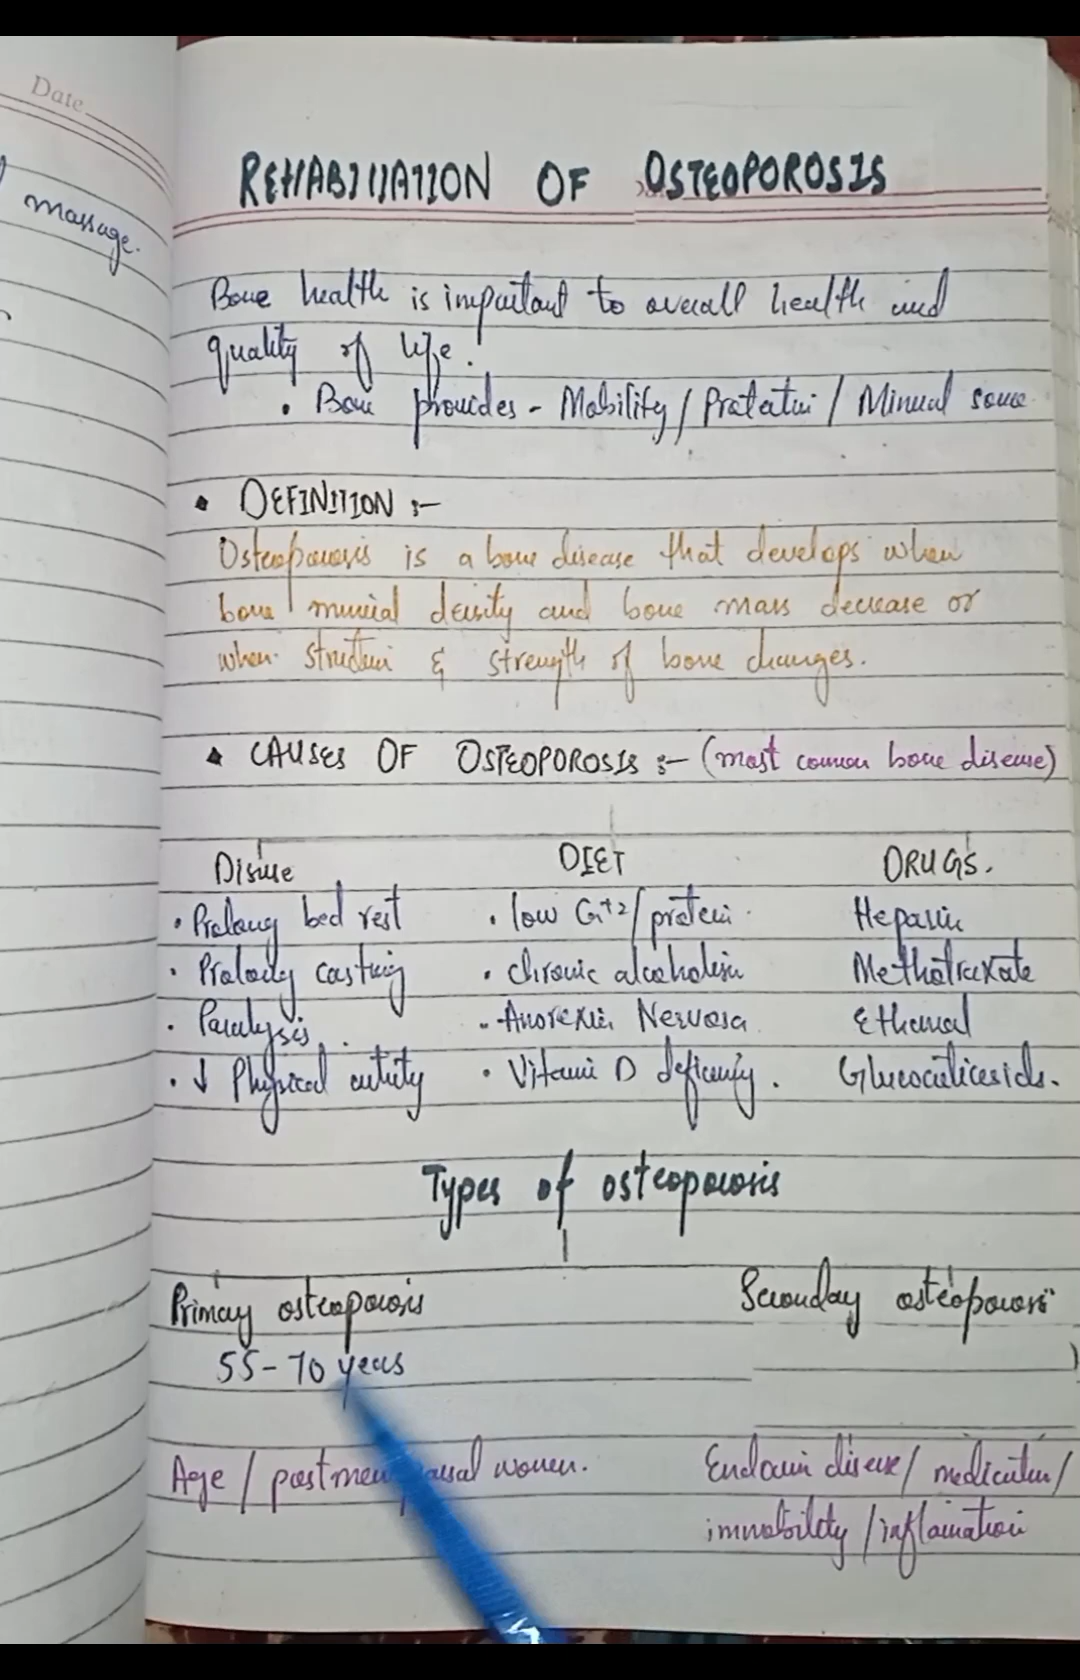 Date
massage.
REHABILIATION OF OSTEOPOROSIS
Bone health is important to overall health and
quality of life.
• Bone provides - Mobility / Protection / Mineral source
• DEFINITION :-
Osteoporosis is a bone disease that develops when
bone mineral density and bone mass decrease or
when structure & strength of bone changes.
▲ CAUSES OF OSTEOPOROSIS :- (most common bone disease)
Disuse DIET DRUGS.
• Prolong bed rest • low Ca+2/protein. Heparin
• Prolong casting • chronic alcoholism Methotrexate
• Paralysis. • Anorexia Nervosa Ethanol
• ↓ Physical activity • Vitamin D deficiency. Glucocorticosids.
Types of osteoporosis
Primary osteoporosis Secondary osteoporosis
55-70 years
Age / postmenopausal women. Endocrin disease/ medication/
immobility / inflamation